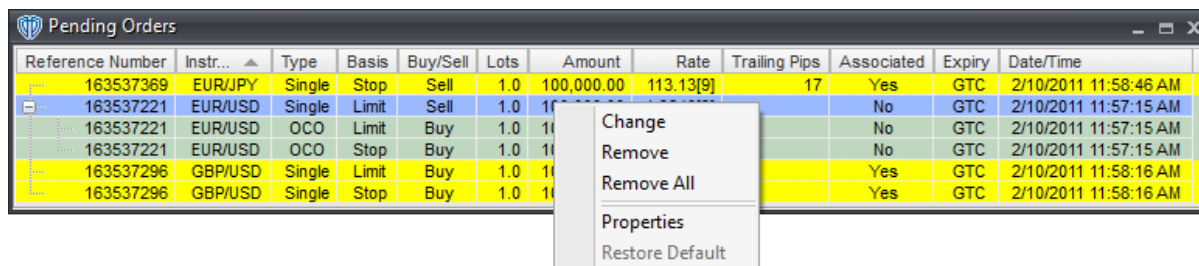 Pending Orders
Reference Number Instr... Type Basis Buy/Sell Lots Amount Rate Trailing Pips Associated Expiry Date/Time
163537369 EUR/JPY Single Stop Sell 1.0 100,000.00 113.13[9] 17 Yes GTC 2/10/2011 11:58:46 AM
163537221 EUR/USD Single Limit Sell 1.0 No GTC 2/10/2011 11:57:15 AM
Change
163537221 EUR/USD OCO Limit Buy 1.0 No GTC 2/10/2011 11:57:15 AM
Remove
163537221 EUR/USD OCO Stop Buy 1.0 No GTC 2/10/2011 11:57:15 AM
Remove All
163537296 GBP/USD Single Limit Buy 1.0 Yes GTC 2/10/2011 11:58:16 AM
163537296 GBP/USD Single Stop Buy 1.0 Yes GTC 2/10/2011 11:58:16 AM
Properties
Restore Default